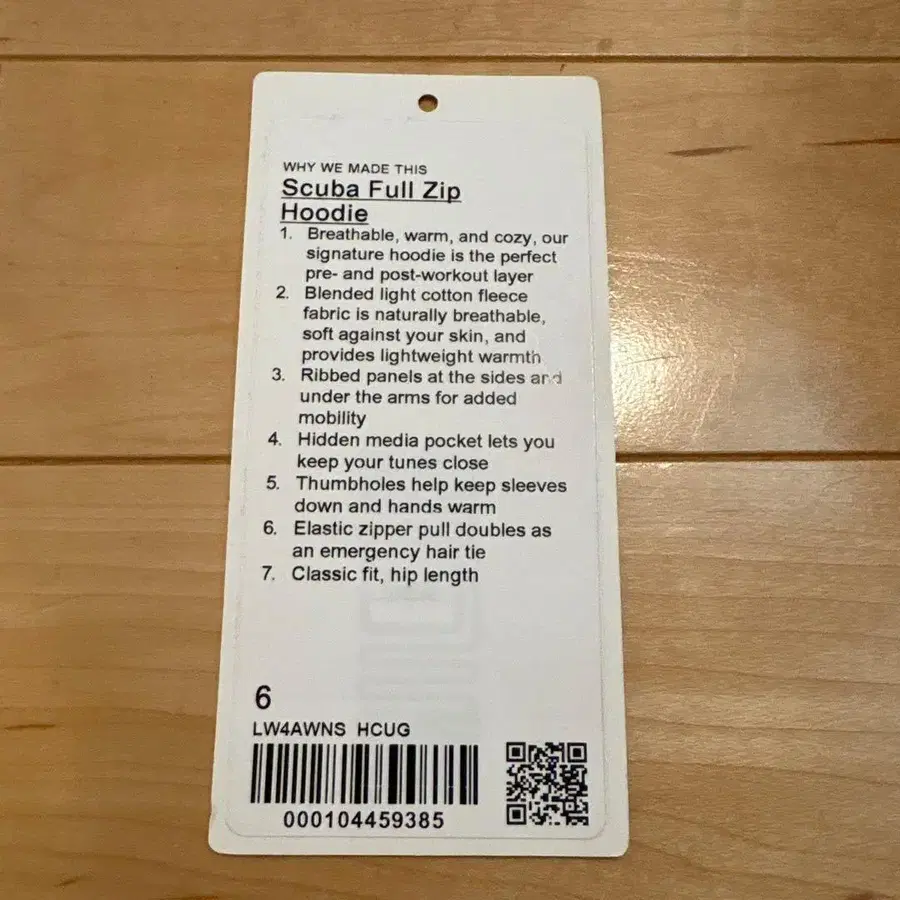 WHY WE MADE THIS
Scuba Full Zip
Hoodie
1. Breathable, warm, and cozy, our
signature hoodie is the perfect
pre- and post-workout layer
2. Blended light cotton fleece
fabric is naturally breathable,
soft against your skin, and
provides lightweight warmth
3. Ribbed panels at the sides and
under the arms for added
mobility
4. Hidden media pocket lets you
keep your tunes close
5. Thumbholes help keep sleeves
down and hands warm
6. Elastic zipper pull doubles as
an emergency hair tie
7. Classic fit, hip length
6
LW4AWNS HCUG
000104459385